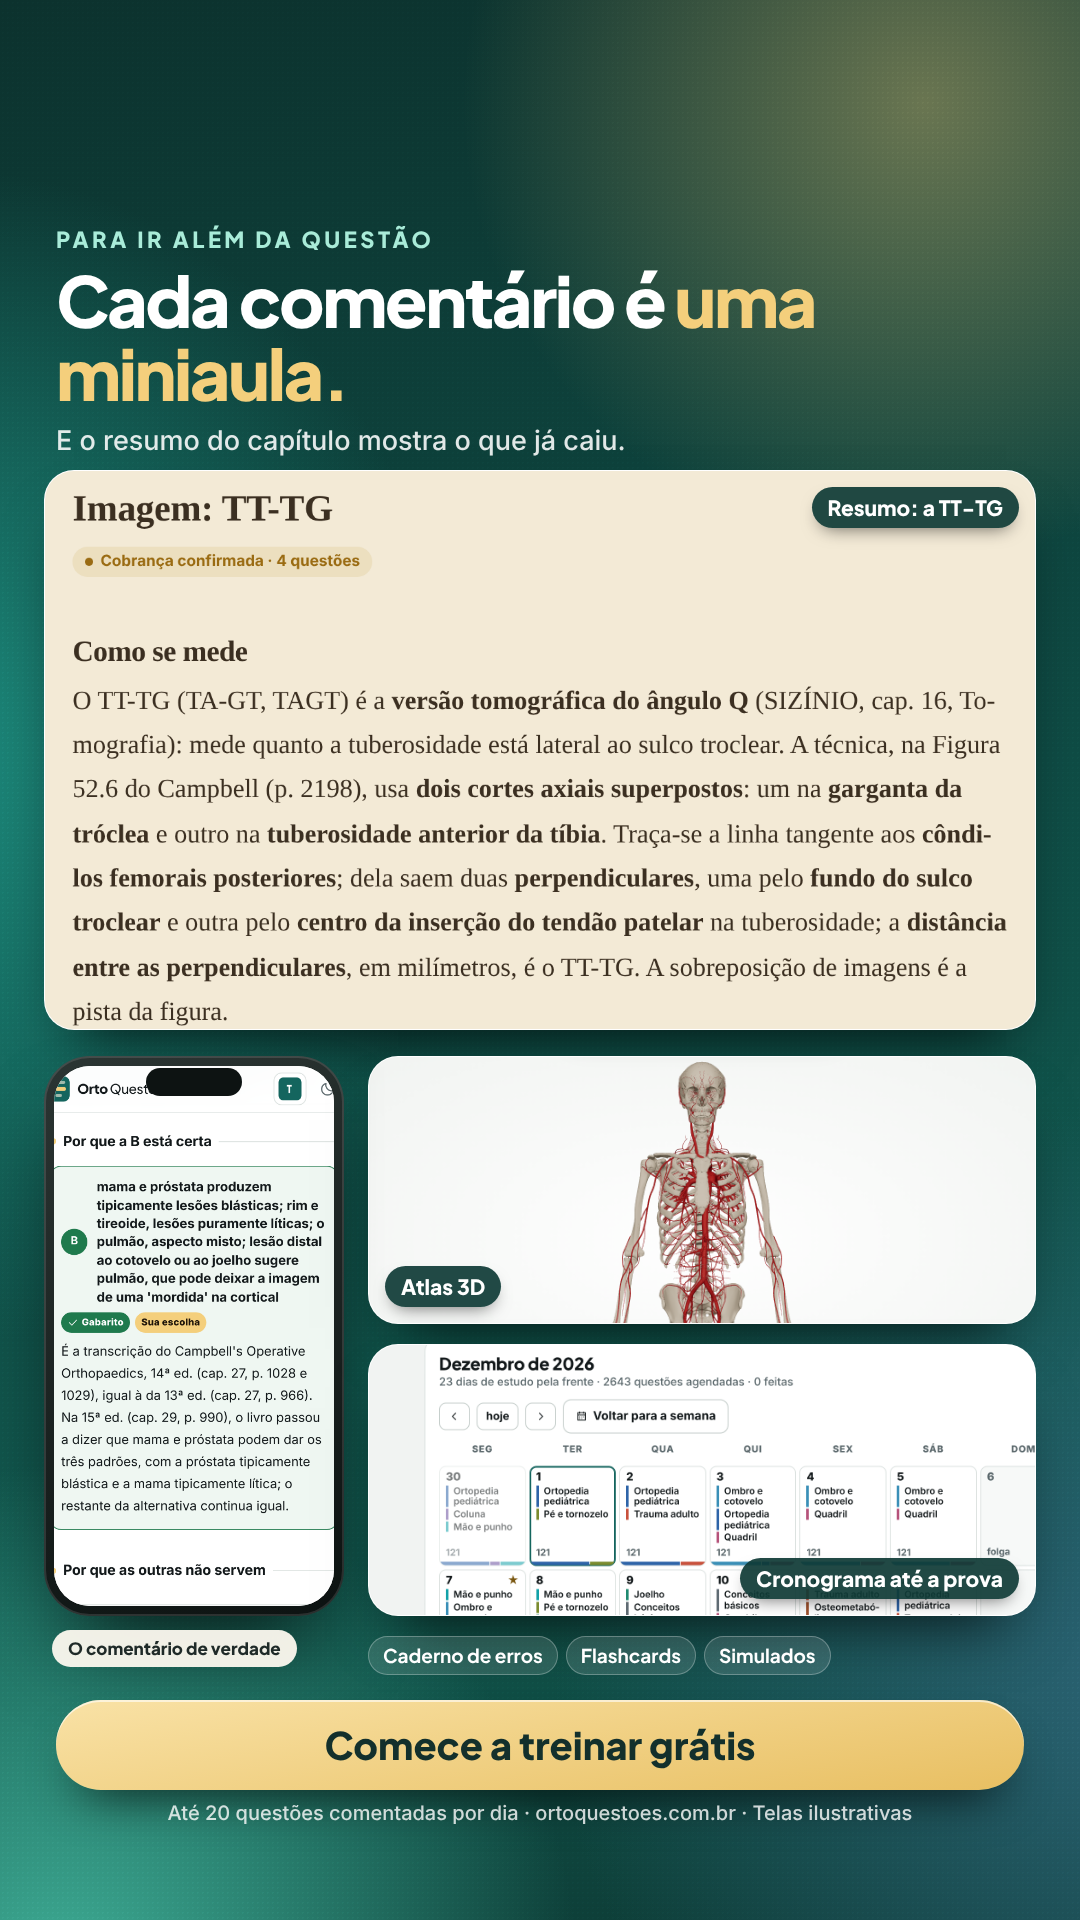 PARA IR ALÉM DA QUESTÃO
Cada comentário é uma
miniaula.
E o resumo do capítulo mostra o que já caiu.
Imagem: TT-TG
Resumo: a TT-TG
Cobrança confirmada · 4 questões
Como se mede
O TT-TG (TA-GT, TAGT) é a versão tomográfica do ângulo Q (SIZÍNIO, cap. 16, To-
mografia): mede quanto a tuberosidade está lateral ao sulco troclear. A técnica, na Figura
52.6 do Campbell (p. 2198), usa dois cortes axiais superpostos: um na garganta da
tróclea e outro na tuberosidade anterior da tíbia. Traça-se a linha tangente aos côndi-
los femorais posteriores; dela saem duas perpendiculares, uma pelo fundo do sulco
troclear e outra pelo centro da inserção do tendão patelar na tuberosidade; a distância
entre as perpendiculares, em milímetros, é o TT-TG. A sobreposição de imagens é a
pista da figura.
Orto Quest
T
Por que a B está certa
mama e próstata produzem
tipicamente lesões blásticas; rim e
tireoide, lesões puramente líticas; o
pulmão, aspecto misto; lesão distal
B
ao cotovelo ou ao joelho sugere
pulmão, que pode deixar a imagem
de uma 'mordida' na cortical
Gabarito
Sua escolha
É a transcrição do Campbell's Operative
Orthopaedics, 14ª ed. (cap. 27, p. 1028 e
1029), igual à da 13ª ed. (cap. 27, p. 966).
Na 15ª ed. (cap. 29, p. 990), o livro passou
a dizer que mama e próstata podem dar os
três padrões, com a próstata tipicamente
blástica e a mama tipicamente lítica; o
restante da alternativa continua igual.
Por que as outras não servem
O comentário de verdade
Atlas 3D
Dezembro de 2026
23 dias de estudo pela frente · 2643 questões agendadas · 0 feitas
hoje
Voltar para a semana
SEG TER QUA QUI SEX SÁB DOM
30
Ortopedia
pediátrica
Coluna
Mão e punho
121
1
Ortopedia
pediátrica
Pé e tornozelo
121
2
Ortopedia
pediátrica
Trauma adulto
121
3
Ombro e
cotovelo
Ortopedia
pediátrica
Quadril
121
4
Ombro e
cotovelo
Quadril
121
5
Ombro e
cotovelo
Quadril
121
6
folga
7
Mão e punho
Ombro e
8
Mão e punho
Pé e tornozelo
9
Joelho
Conceitos
10
básicos
Osteometabó-
pediátrica
Cronograma até a prova
Caderno de erros
Flashcards
Simulados
Comece a treinar grátis
Até 20 questões comentadas por dia · ortoquestoes.com.br · Telas ilustrativas